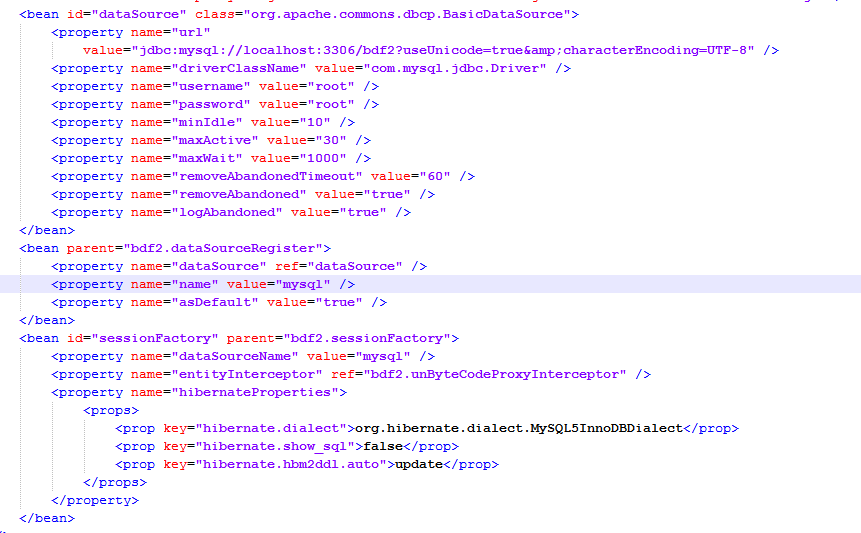 <bean id="dataSource" class="org.apache.commons.dbcp.BasicDataSource">
<property name="url"
value="jdbc:mysql://localhost:3306/bdf2?useUnicode=true&amp;characterEncoding=UTF-8" />
<property name="driverClassName" value="com.mysql.jdbc.Driver" />
<property name="username" value="root" />
<property name="password" value="root" />
<property name="minIdle" value="10" />
<property name="maxActive" value="30" />
<property name="maxWait" value="1000" />
<property name="removeAbandonedTimeout" value="60" />
<property name="removeAbandoned" value="true" />
<property name="logAbandoned" value="true" />
</bean>
<bean parent="bdf2.dataSourceRegister">
<property name="dataSource" ref="dataSource" />
<property name="name" value="mysql" />
<property name="asDefault" value="true" />
</bean>
<bean id="sessionFactory" parent="bdf2.sessionFactory">
<property name="dataSourceName" value="mysql" />
<property name="entityInterceptor" ref="bdf2.unByteCodeProxyInterceptor" />
<property name="hibernateProperties">
<props>
<prop key="hibernate.dialect">org.hibernate.dialect.MySQL5InnoDBDialect</prop>
<prop key="hibernate.show_sql">false</prop>
<prop key="hibernate.hbm2ddl.auto">update</prop>
</props>
</property>
</bean>